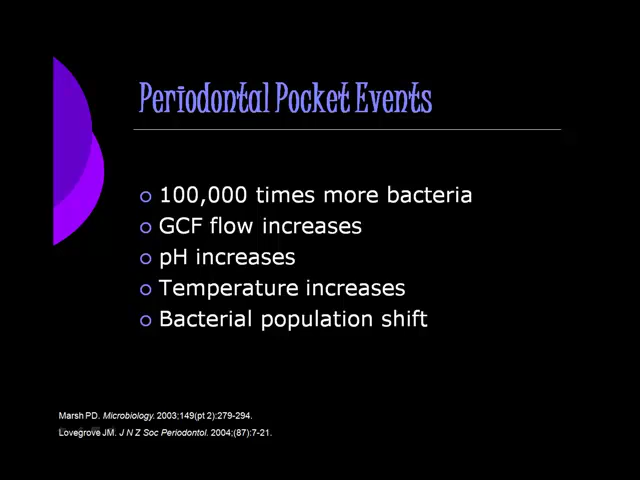 Periodontal Pocket Events
100,000 times more bacteria
GCF flow increases
pH increases
Temperature increases
Bacterial population shift
Marsh PD. Microbiology. 2003;149(pt 2):279-294.
Lovegrove JM. J N Z Soc Periodontol. 2004;(87):7-21.